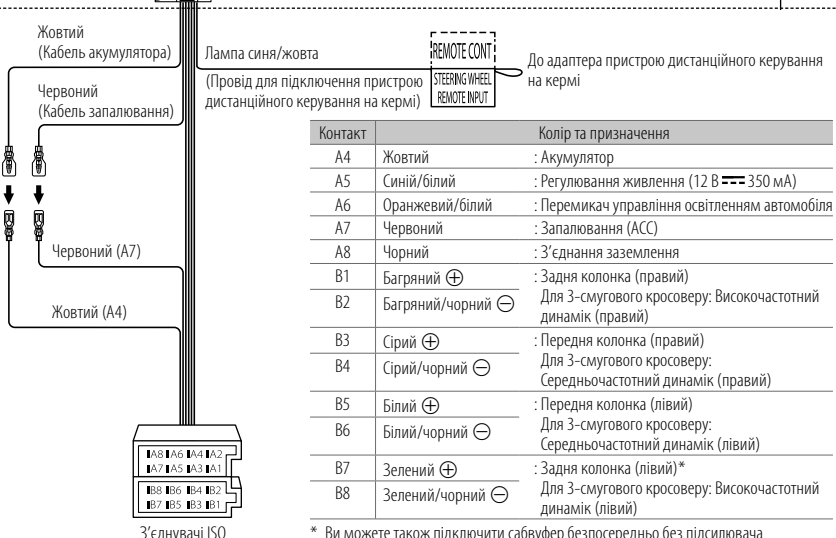 Жовтий
(Кабель акумулятора)
Червоний
(Кабель запалювання)
Лампа синя/жовта
(Провід для підключення пристрою
дистанційного керування на кермі)
REMOTE CONT
STEERING WHEEL
REMOTE INPUT
До адаптера пристрою дистанційного керування
на кермі
Червоний (A7)
Жовтий (A4)
Контакт Колір та призначення
A4 Жовтий : Акумулятор
A5 Синій/білий : Регулювання живлення (12 В ⎓ 350 мА)
A6 Оранжевий/білий : Перемикач управління освітленням автомобіля
A7 Червоний : Запалювання (ACC)
A8 Чорний : З’єднання заземлення
B1 Багряний ⊕ : Задня колонка (правий)
B2 Багряний/чорний ⊖ Для 3-смугового кросоверу: Високочастотний
динамік (правий)
B3 Сірий ⊕ : Передня колонка (правий)
B4 Сірий/чорний ⊖ Для 3-смугового кросоверу:
Середньочастотний динамік (правий)
B5 Білий ⊕ : Передня колонка (лівий)
B6 Білий/чорний ⊖ Для 3-смугового кросоверу:
Середньочастотний динамік (лівий)
B7 Зелений ⊕ : Задня колонка (лівий)*
B8 Зелений/чорний ⊖ Для 3-смугового кросоверу: Високочастотний
динамік (лівий)
A8 A6 A4 A2
A7 A5 A3 A1
B8 B6 B4 B2
B7 B5 B3 B1
З’єднувачі ISO
* Ви можете також підключити сабвуфер безпосередньо без підсилювача